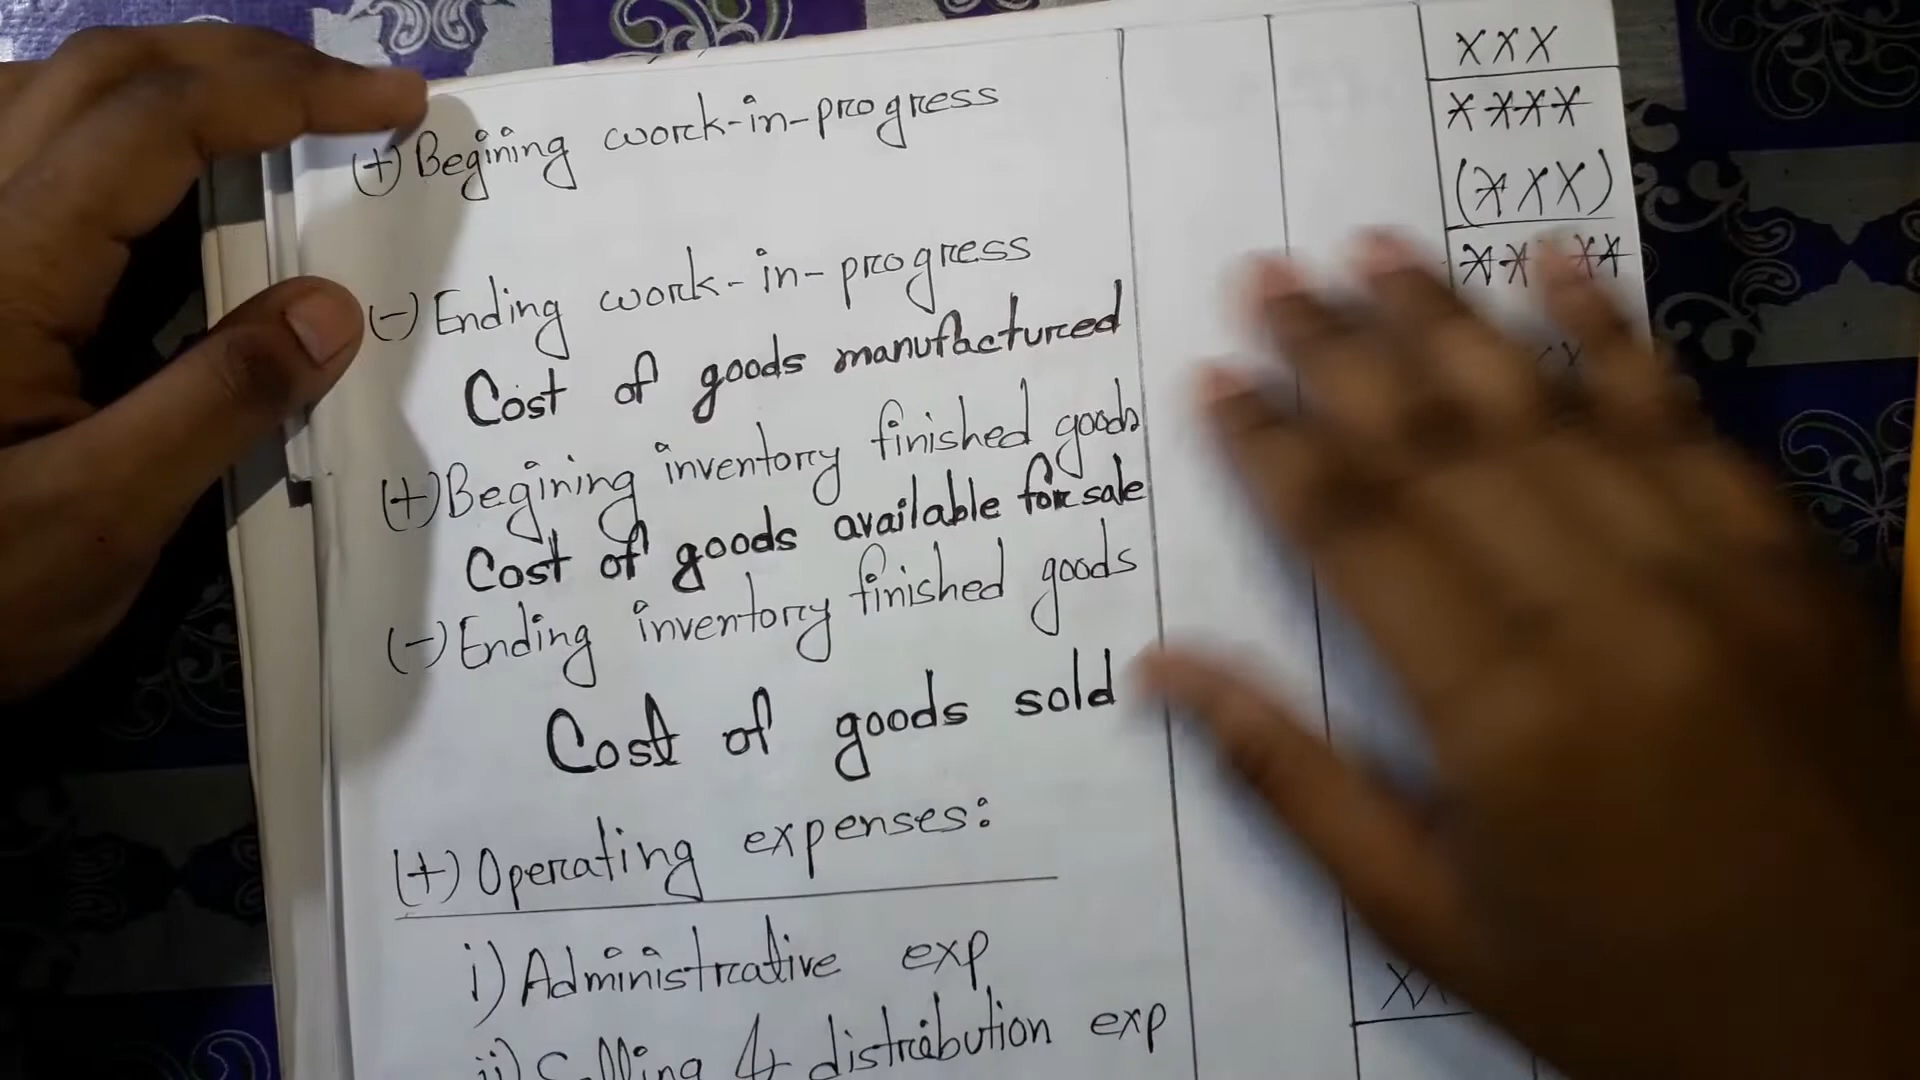 XXX
(+) Begining work-in-progress
XXXX
(XXX)
(-) Ending work-in-progress
Cost of goods manufactured
(+) Begining inventory finished goods
Cost of goods available for sale
(-) Ending inventory finished goods
Cost of goods sold
(+) Operating expenses:
i) Administrative exp
ii) Selling & distribution exp